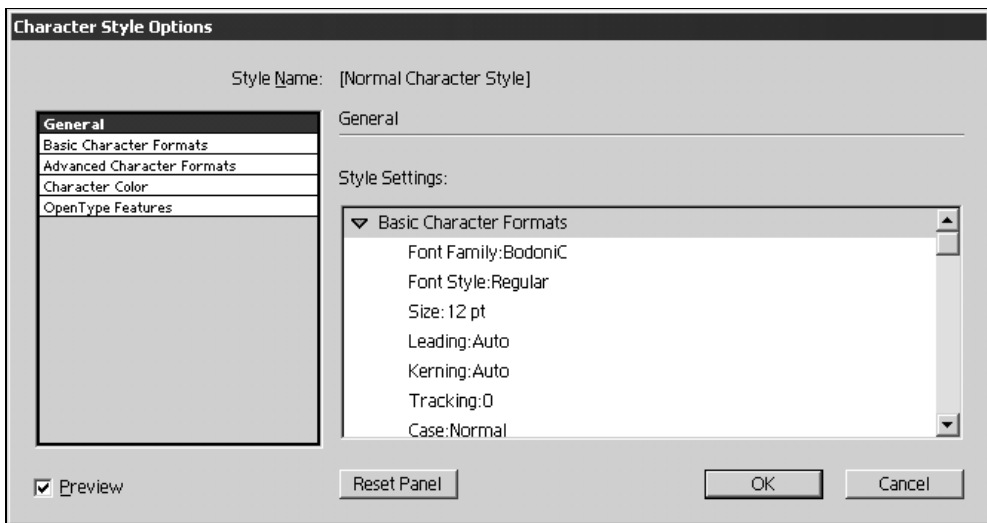 Character Style Options
Style Name: [Normal Character Style]
General
Basic Character Formats
Advanced Character Formats
Character Color
OpenType Features
General
Style Settings:
Basic Character Formats
Font Family:BodoniC
Font Style:Regular
Size:12 pt
Leading:Auto
Kerning:Auto
Tracking:0
Case:Normal
Preview
Reset Panel
OK
Cancel